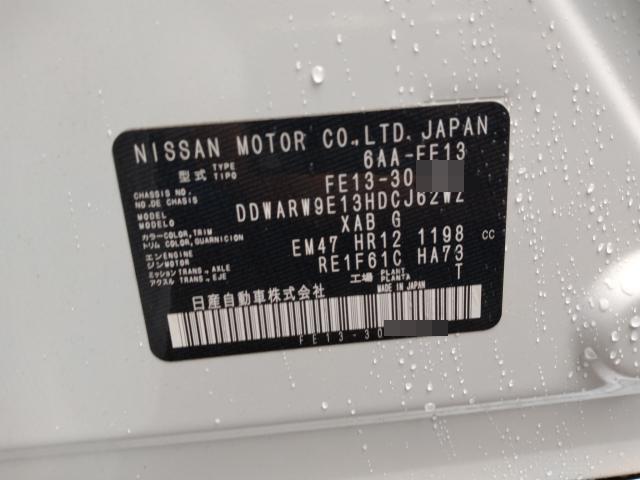 NISSAN MOTOR CO.,LTD. JAPAN
型式 TYPE TIPO 6AA-FE13
CHASSIS NO. NO.DE CHASSIS FE13-30
MODEL MODELO DDWARW9E13HDCJ62WZ
カラー COLOR,TRIM トリム COLOR,GUARNICION XAB G
エンジン ENGINE MOTOR EM47 HR12 1198 cc
ミッション TRANS., AXLE アクスル TRANS.,EJE RE1F61C HA73
工場 PLANT PLANTA T
日産自動車株式会社 MADE IN JAPAN
FE13-30